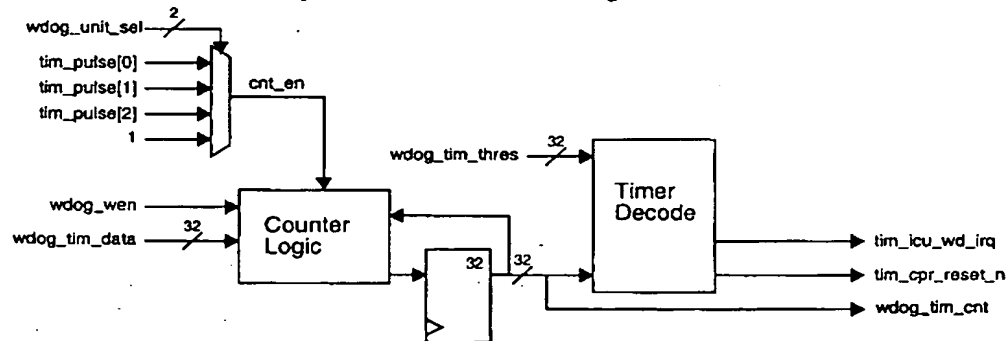 wdog_unit_sel
2
tim_pulse[0]
tim_pulse[1]
tim_pulse[2]
1
cnt_en
wdog_tim_thres
32
Timer
Decode
wdog_wen
wdog_tim_data
32
Counter
Logic
32
32
tim_icu_wd_irq
tim_cpr_reset_n
wdog_tim_cnt